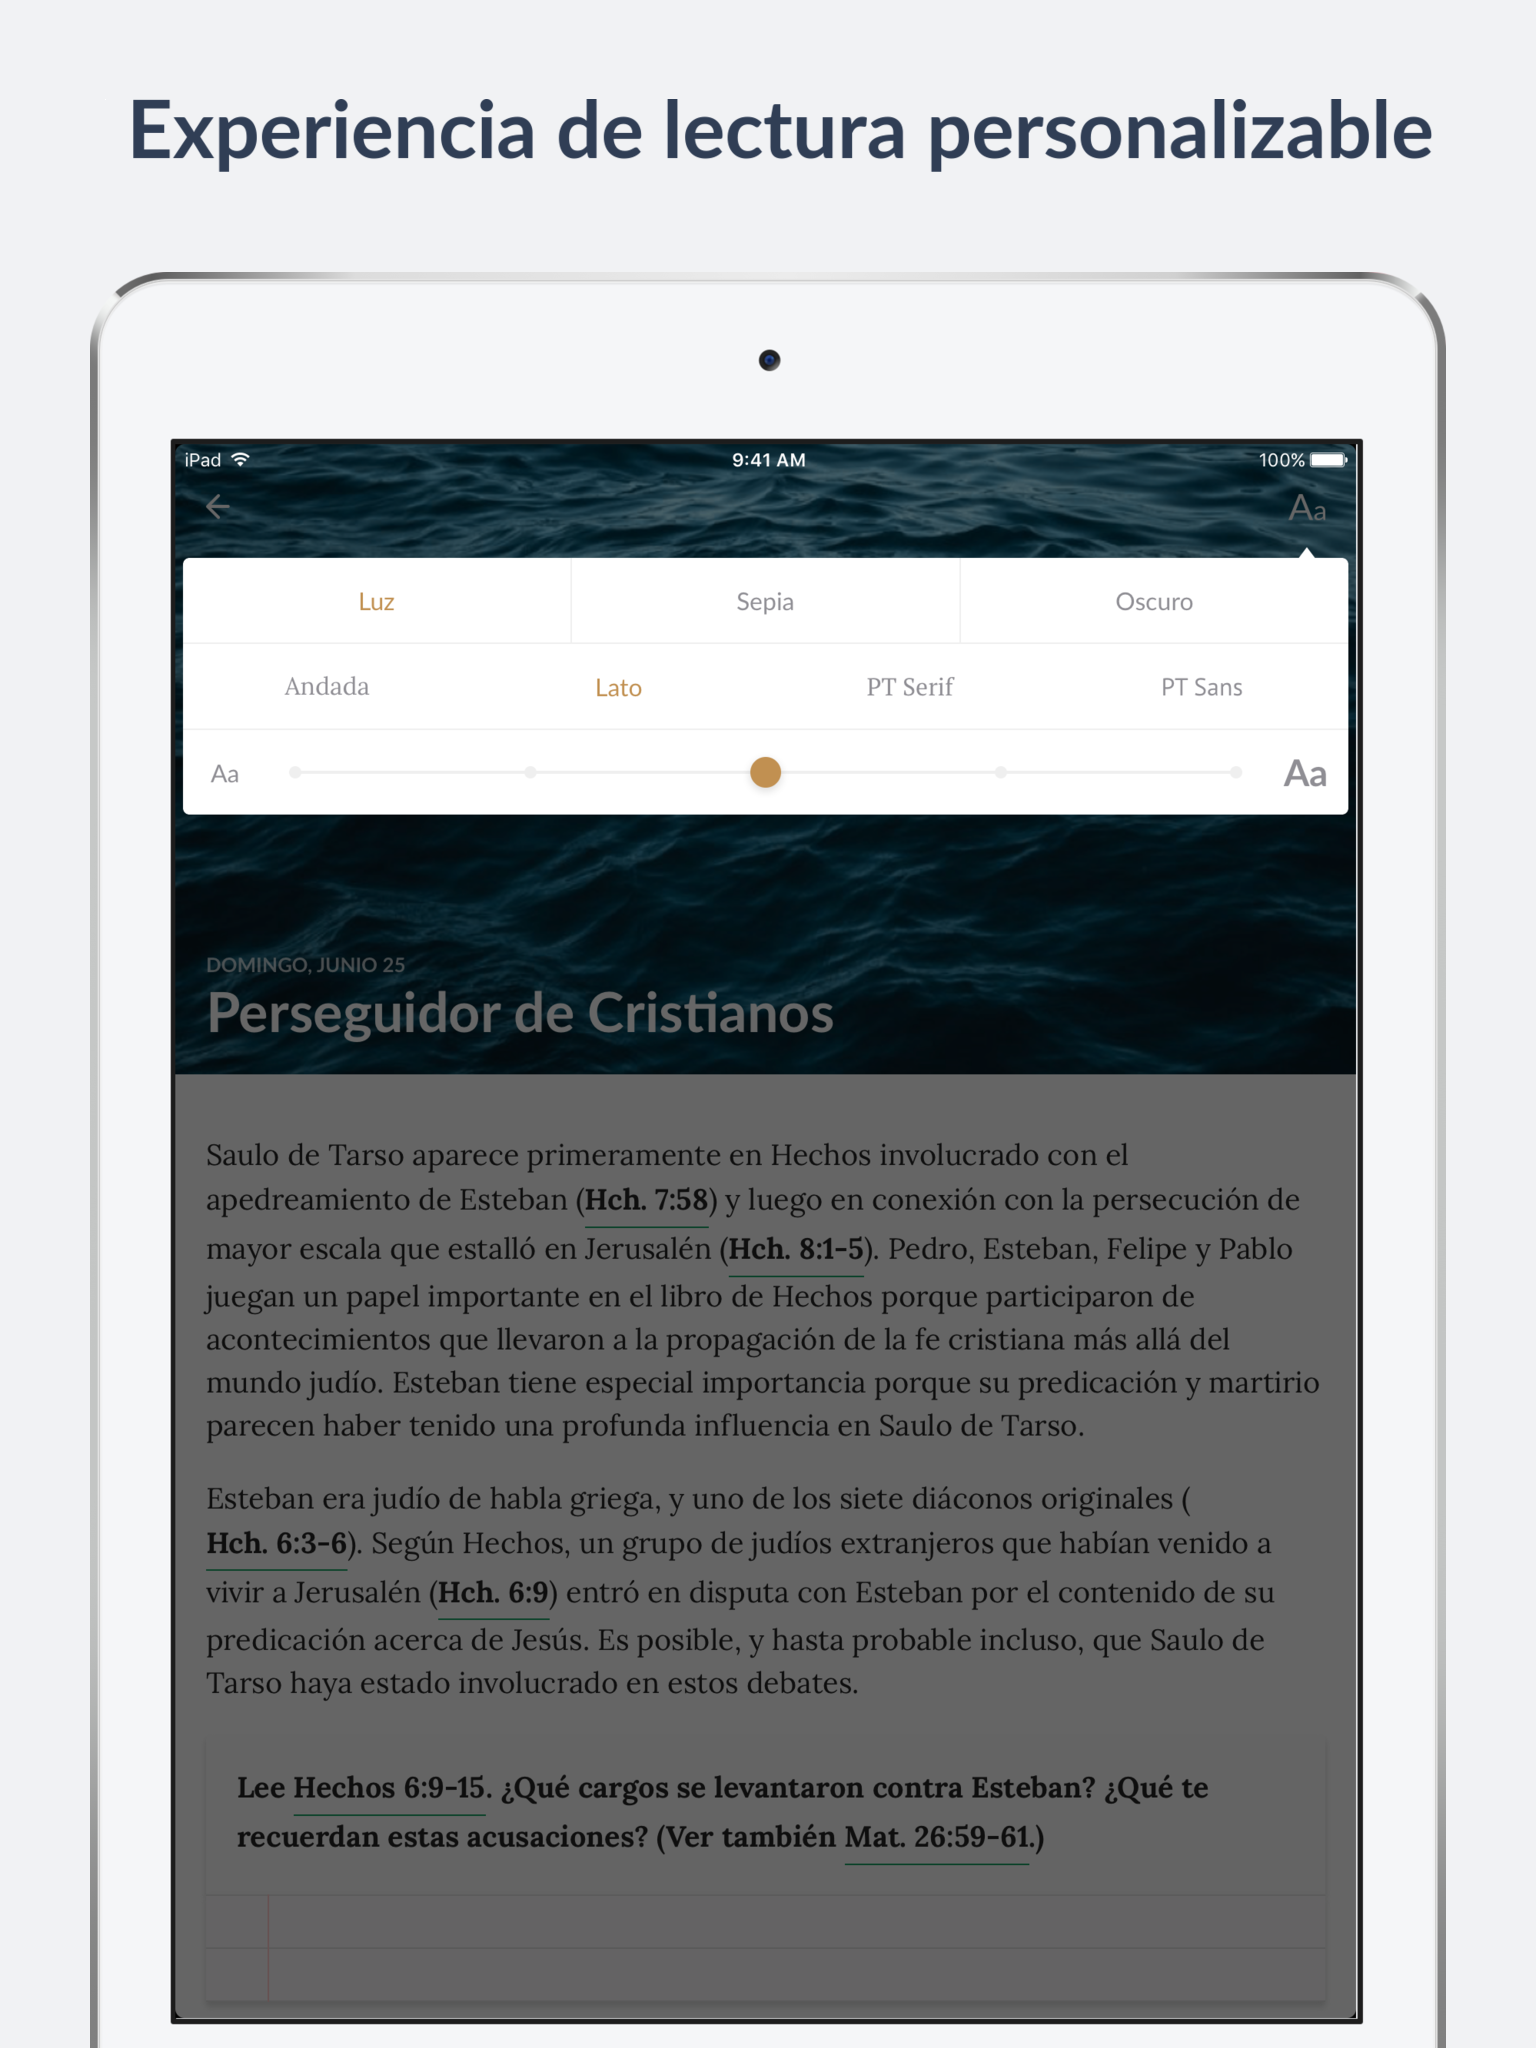 Experiencia de lectura personalizable
iPad 9:41 AM 100%
Aa
Luz Sepia Oscuro
Andada Lato PT Serif PT Sans
Aa Aa
DOMINGO, JUNIO 25
Perseguidor de Cristianos
Saulo de Tarso aparece primeramente en Hechos involucrado con el
apedreamiento de Esteban (Hch. 7:58) y luego en conexión con la persecución de
mayor escala que estalló en Jerusalén (Hch. 8:1-5). Pedro, Esteban, Felipe y Pablo
juegan un papel importante en el libro de Hechos porque participaron de
acontecimientos que llevaron a la propagación de la fe cristiana más allá del
mundo judío. Esteban tiene especial importancia porque su predicación y martirio
parecen haber tenido una profunda influencia en Saulo de Tarso.
Esteban era judío de habla griega, y uno de los siete diáconos originales (
Hch. 6:3-6). Según Hechos, un grupo de judíos extranjeros que habían venido a
vivir a Jerusalén (Hch. 6:9) entró en disputa con Esteban por el contenido de su
predicación acerca de Jesús. Es posible, y hasta probable incluso, que Saulo de
Tarso haya estado involucrado en estos debates.
Lee Hechos 6:9-15. ¿Qué cargos se levantaron contra Esteban? ¿Qué te
recuerdan estas acusaciones? (Ver también Mat. 26:59-61.)